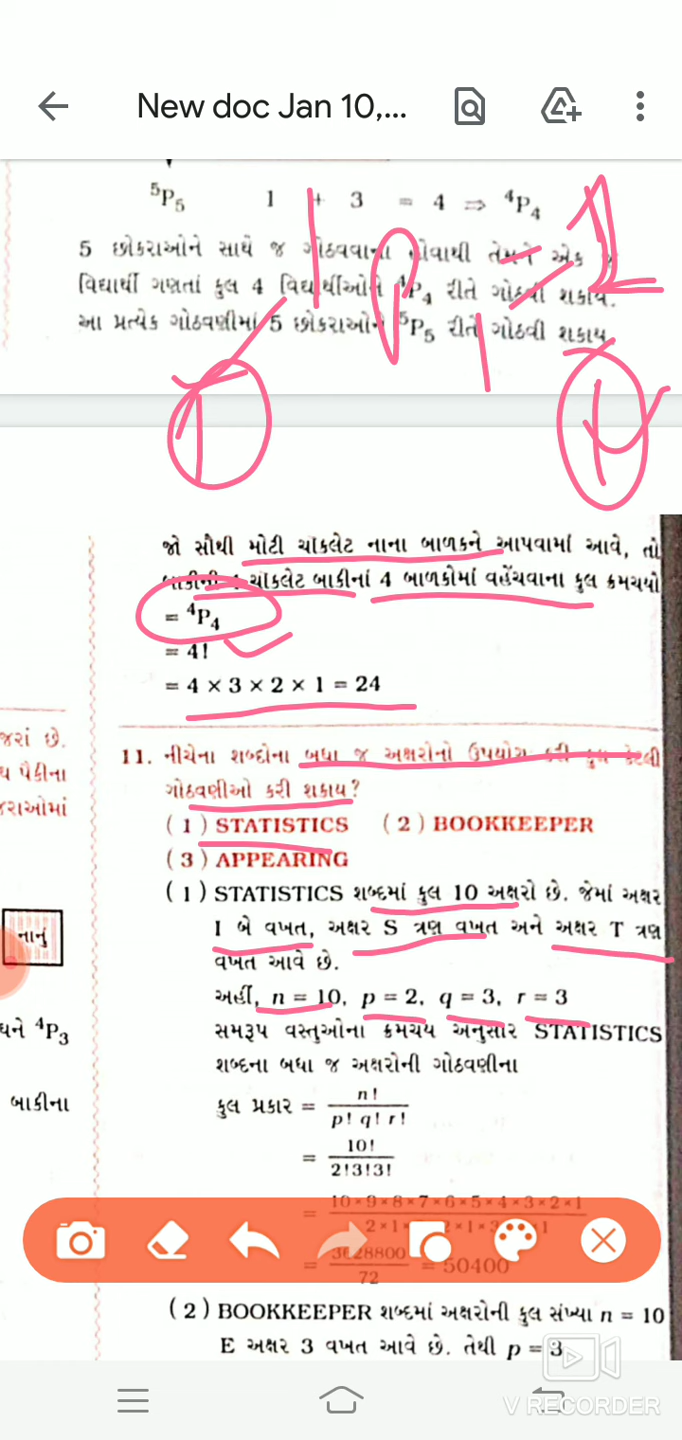 New doc Jan 10,...
⁵P₅ 1 + 3 = 4 ⇒ ⁴P₄
5 છોકરાઓને સાથે જ ગોઠવવાના હોવાથી તેમને એક
વિદ્યાર્થી ગણતાં કુલ 4 વિદ્યાર્થીઓને ⁴P₄ રીતે ગોઠવી શકાય.
આ પ્રત્યેક ગોઠવણીમાં 5 છોકરાઓને ⁵P₅ રીતે ગોઠવી શકાય.
જો સૌથી મોટી ચૉકલેટ નાના બાળકને આપવામાં આવે, તો
બાકીની 4 ચૉકલેટ બાકીનાં 4 બાળકોમાં વહેંચવાના કુલ ક્રમચયો
= ⁴P₄
= 4!
= 4 × 3 × 2 × 1 = 24
જરાં છે.
11. નીચેના શબ્દોના બધા જ અક્ષરોનો ઉપયોગ કરી કુલ કેટલી
ય પૈકીના
ગોઠવણીઓ કરી શકાય?
જરાઓમાં
(1) STATISTICS (2) BOOKKEEPER
(3) APPEARING
(1) STATISTICS શબ્દમાં કુલ 10 અક્ષરો છે. જેમાં અક્ષર
નાનું
I બે વખત, અક્ષર S ત્રણ વખત અને અક્ષર T ત્રણ
વખત આવે છે.
અહીં, n = 10, p = 2, q = 3, r = 3
ધને ⁴P₃
સમરૂપ વસ્તુઓના ક્રમચય અનુસાર STATISTICS
શબ્દના બધા જ અક્ષરોની ગોઠવણીના
બાકીના
કુલ પ્રકાર = n! / p! q! r!
= 10! / 2!3!3!
= 10×9×8×7×6×5×4×3×2×1
= 3628800 / 72 = 50400
(2) BOOKKEEPER શબ્દમાં અક્ષરોની કુલ સંખ્યા n = 10
E અક્ષર 3 વખત આવે છે. તેથી p = 3
V RECORDER